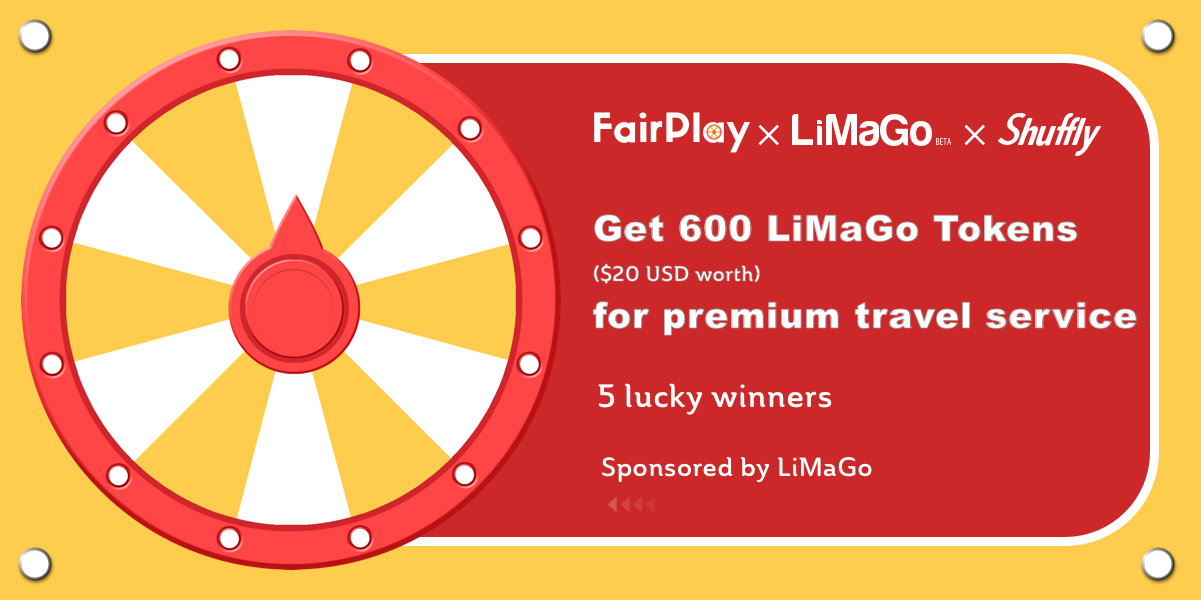 FairPlay × LiMaGo BETA × Shuffly
Get 600 LiMaGo Tokens
($20 USD worth)
for premium travel service
5 lucky winners
Sponsored by LiMaGo